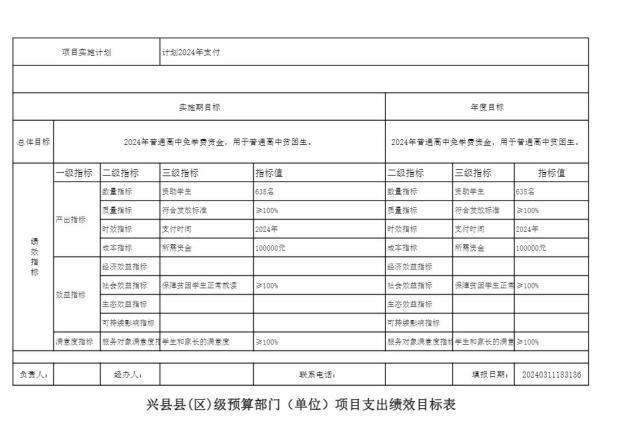 项目实施计划 计划2024年支付
实施期目标 年度目标
总体目标 2024年普通高中免学费资金，用于普通高中贫困生。 2024年普通高中免学费资金，用于普通高中贫困生。
绩效指标 一级指标 二级指标 三级指标 指标值 二级指标 三级指标 指标值
产出指标 数量指标 资助学生 635名 数量指标 资助学生 635名
质量指标 符合发放标准 ≥100% 质量指标 符合发放标准 ≥100%
时效指标 支付时间 2024年 时效指标 支付时间 2024年
成本指标 所需资金 100000元 成本指标 所需资金 100000元
效益指标 经济效益指标 经济效益指标
社会效益指标 保障贫困学生正常就读 ≥100% 社会效益指标 保障贫困学生正常 ≥100%
生态效益指标 生态效益指标
可持续影响指标 可持续影响指标
满意度指标 服务对象满意度指 学生和家长的满意度 ≥100% 服务对象满意度指 学生和家长的满意 ≥100%
负责人： 经办人： 联系电话： 填报日期： 20240311183136
兴县县(区)级预算部门（单位）项目支出绩效目标表